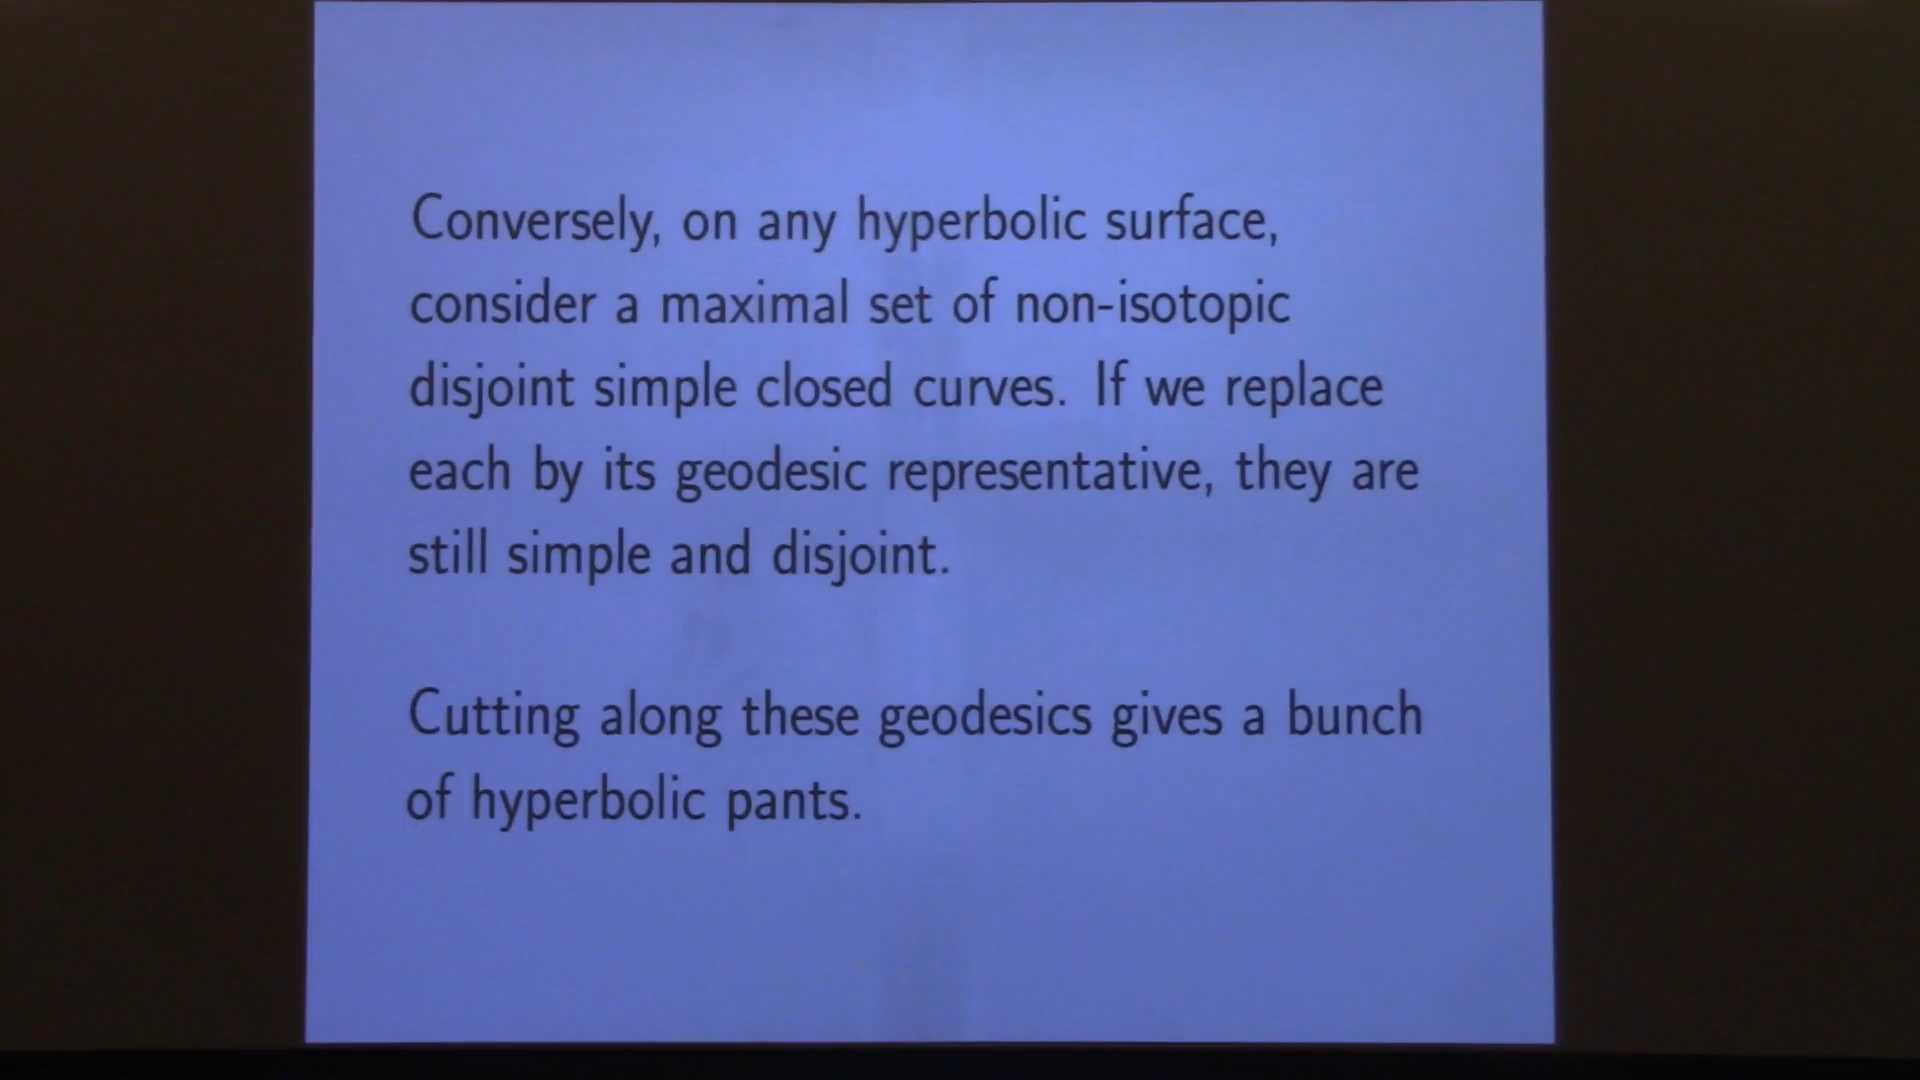 Conversely, on any hyperbolic surface,
consider a maximal set of non-isotopic
disjoint simple closed curves. If we replace
each by its geodesic representative, they are
still simple and disjoint.
Cutting along these geodesics gives a bunch
of hyperbolic pants.